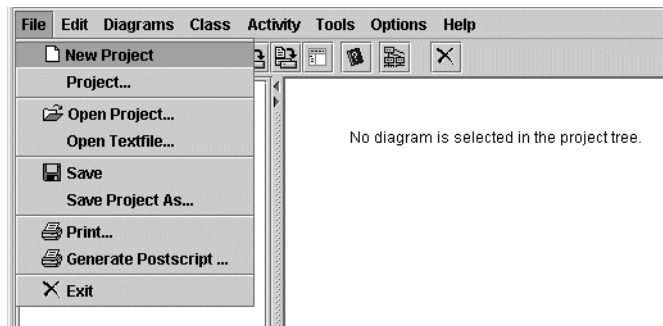 File Edit Diagrams Class Activity Tools Options Help
New Project
Project...
Open Project...
Open Textfile...
No diagram is selected in the project tree.
Save
Save Project As...
Print...
Generate Postscript ...
Exit